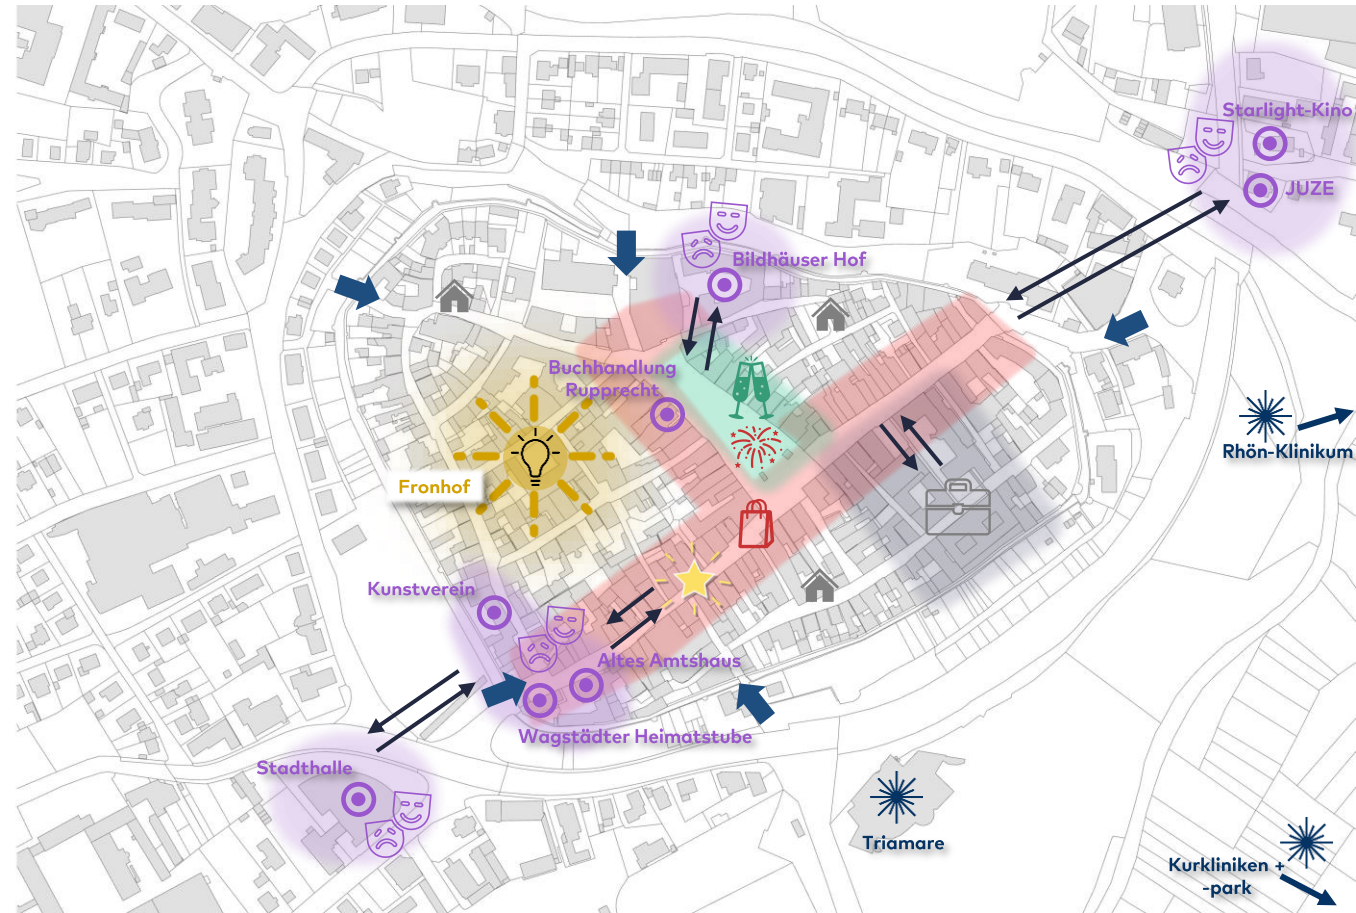 Starlight-Kino
JUZE
Bildhäuser Hof
Buchhandlung
Rupprecht
Fronhof
Rhön-Klinikum
Kunstverein
Altes Amtshaus
Wagstädter Heimatstube
Stadthalle
Triamare
Kurkliniken +
-park